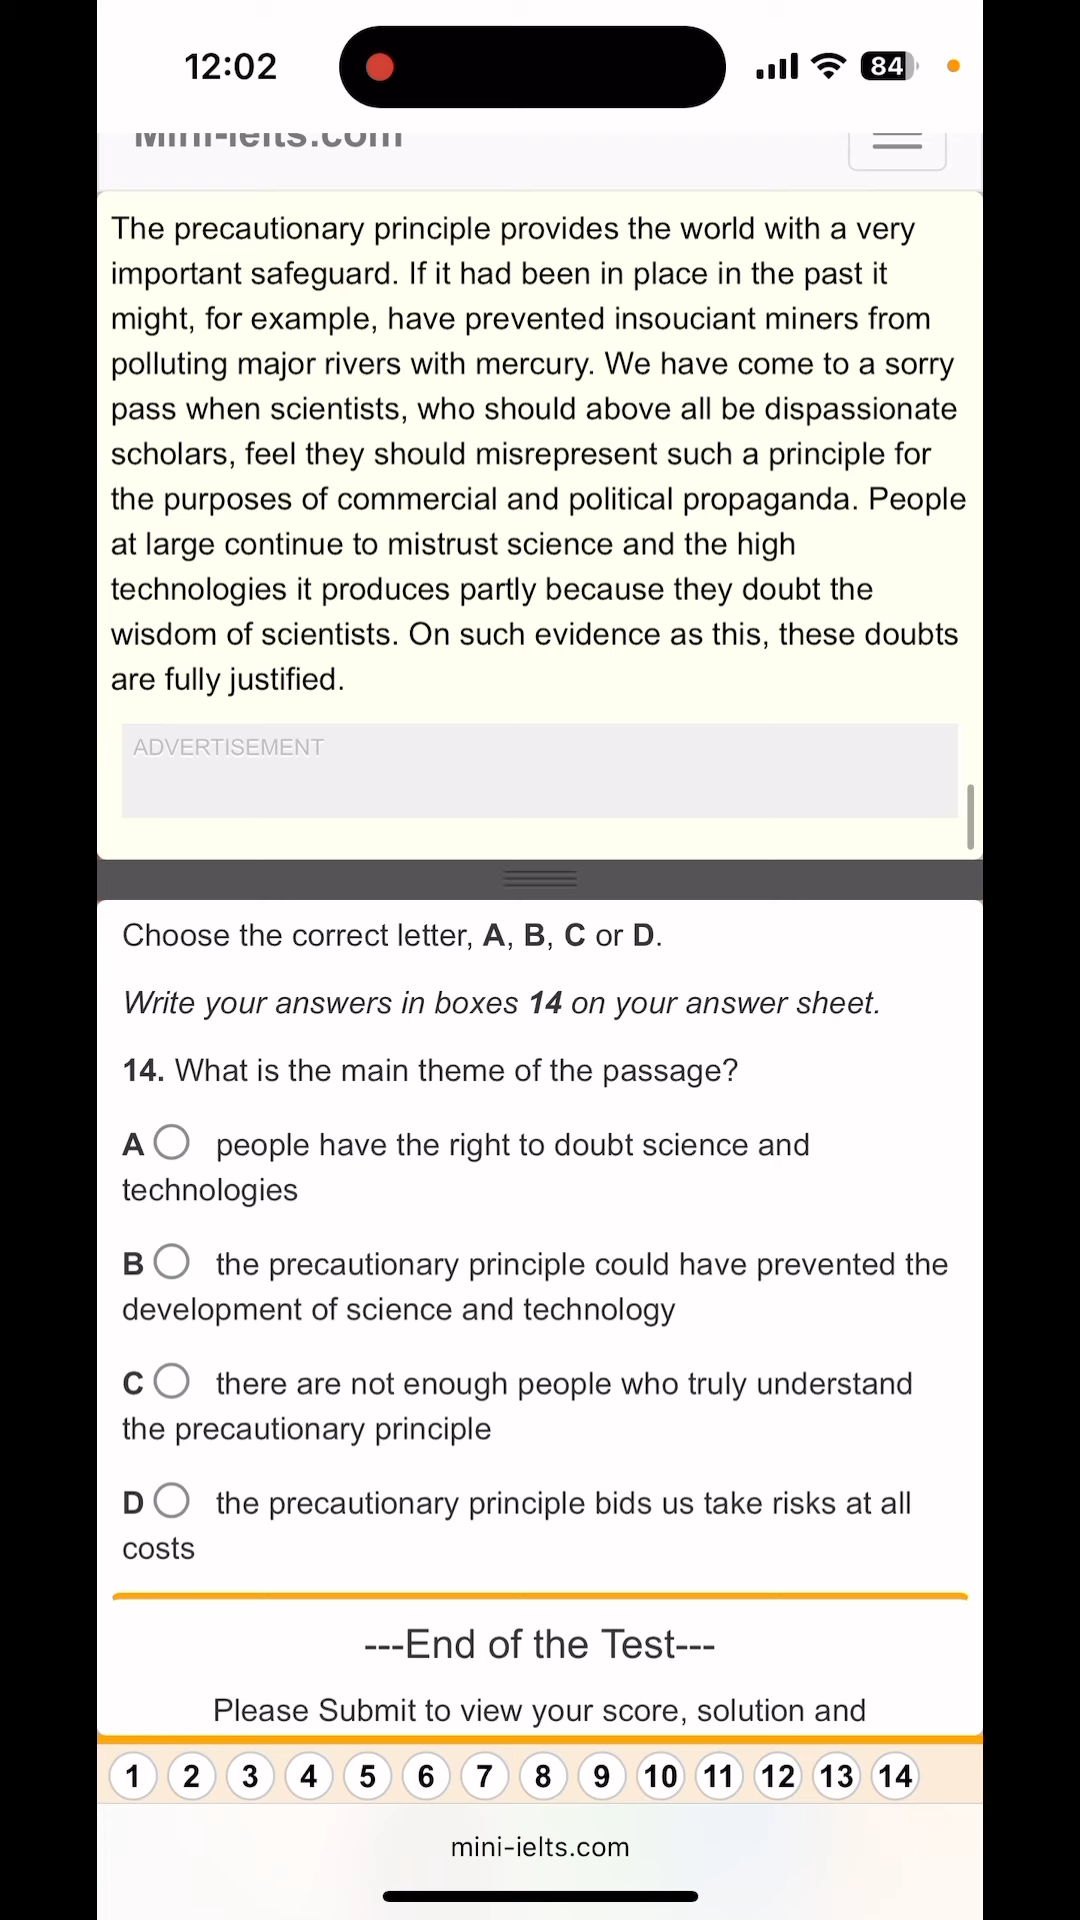 12:02
84
Mini-ielts.com
The precautionary principle provides the world with a very
important safeguard. If it had been in place in the past it
might, for example, have prevented insouciant miners from
polluting major rivers with mercury. We have come to a sorry
pass when scientists, who should above all be dispassionate
scholars, feel they should misrepresent such a principle for
the purposes of commercial and political propaganda. People
at large continue to mistrust science and the high
technologies it produces partly because they doubt the
wisdom of scientists. On such evidence as this, these doubts
are fully justified.
ADVERTISEMENT
Choose the correct letter, A, B, C or D.
Write your answers in boxes 14 on your answer sheet.
14. What is the main theme of the passage?
A people have the right to doubt science and
technologies
B the precautionary principle could have prevented the
development of science and technology
C there are not enough people who truly understand
the precautionary principle
D the precautionary principle bids us take risks at all
costs
---End of the Test---
Please Submit to view your score, solution and
1 2 3 4 5 6 7 8 9 10 11 12 13 14
mini-ielts.com